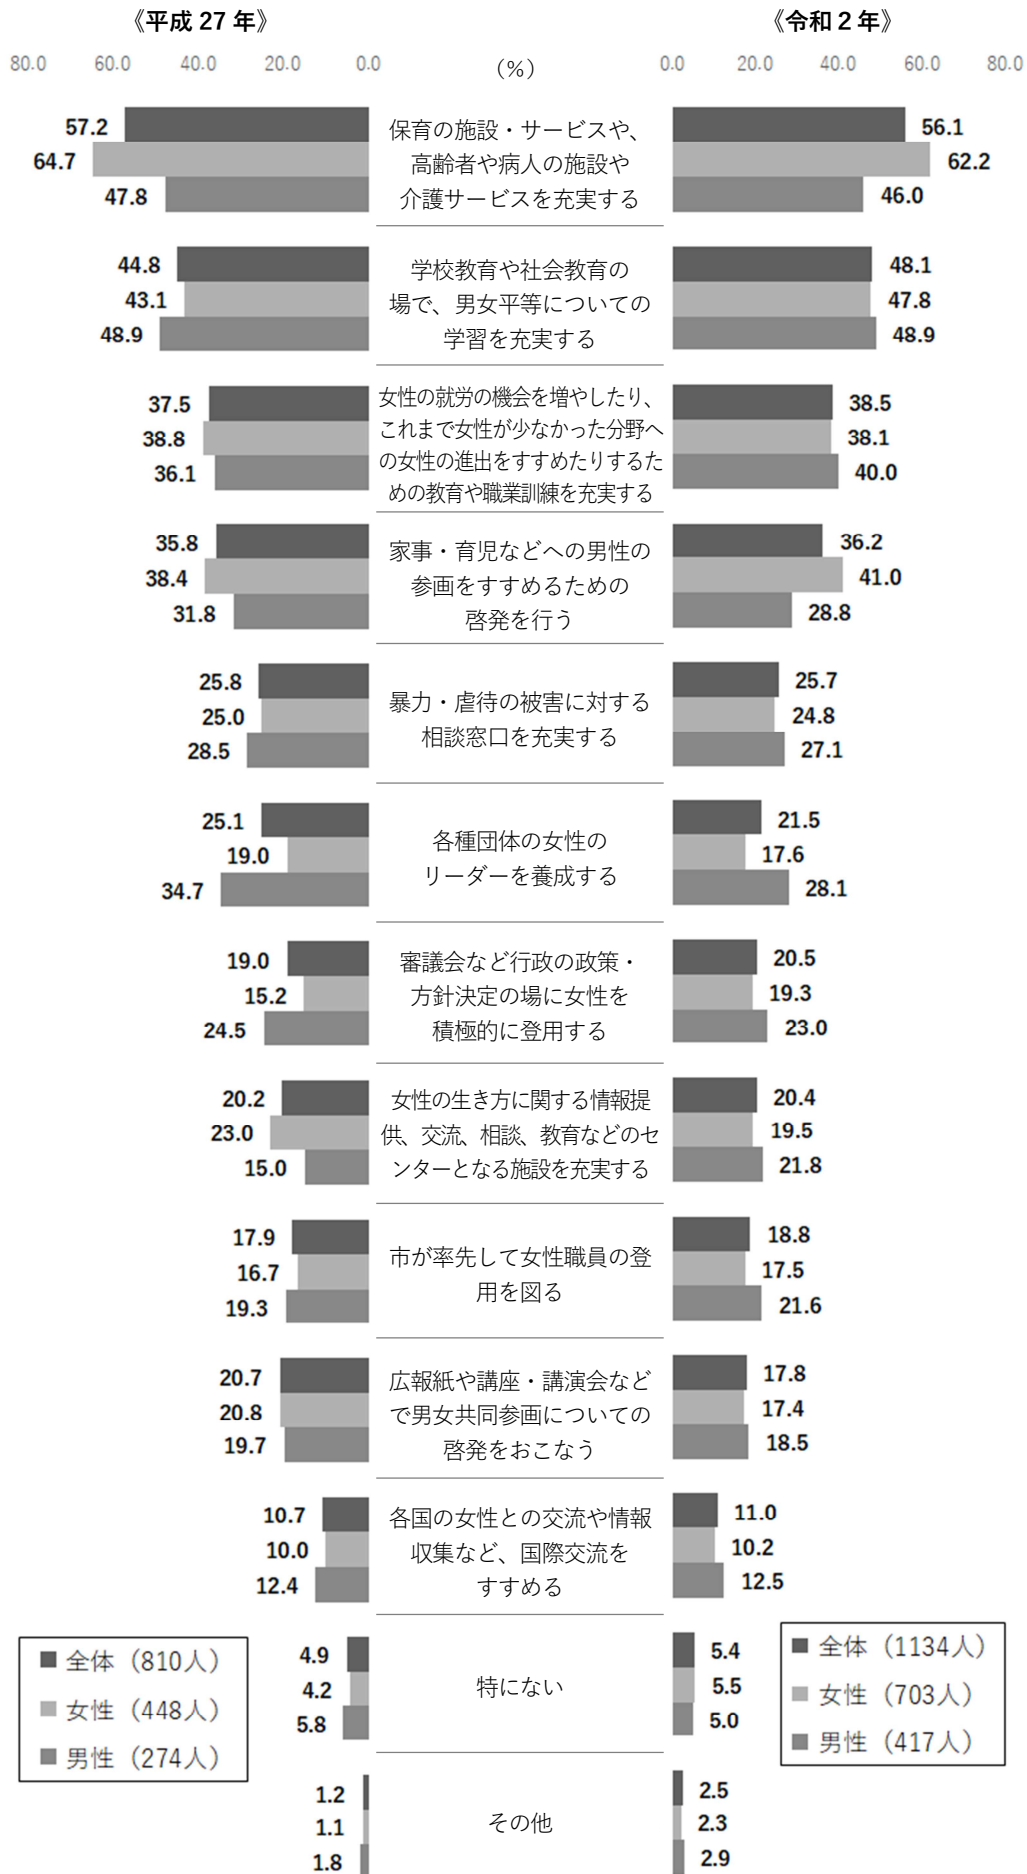 《平成 27 年》
《令和 2 年》
80.0 60.0 40.0 20.0 0.0
（%）
0.0 20.0 40.0 60.0 80.0
57.2
64.7
47.8
保育の施設・サービスや、
高齢者や病人の施設や
介護サービスを充実する
56.1
62.2
46.0
44.8
43.1
48.9
学校教育や社会教育の
場で、男女平等についての
学習を充実する
48.1
47.8
48.9
37.5
38.8
36.1
女性の就労の機会を増やしたり、
これまで女性が少なかった分野へ
の女性の進出をすすめたりするた
めの教育や職業訓練を充実する
38.5
38.1
40.0
35.8
38.4
31.8
家事・育児などへの男性の
参画をすすめるための
啓発を行う
36.2
41.0
28.8
25.8
25.0
28.5
暴力・虐待の被害に対する
相談窓口を充実する
25.7
24.8
27.1
25.1
19.0
34.7
各種団体の女性の
リーダーを養成する
21.5
17.6
28.1
19.0
15.2
24.5
審議会など行政の政策・
方針決定の場に女性を
積極的に登用する
20.5
19.3
23.0
20.2
23.0
15.0
女性の生き方に関する情報提
供、交流、相談、教育などのセ
ンターとなる施設を充実する
20.4
19.5
21.8
17.9
16.7
19.3
市が率先して女性職員の登
用を図る
18.8
17.5
21.6
20.7
20.8
19.7
広報紙や講座・講演会など
で男女共同参画についての
啓発をおこなう
17.8
17.4
18.5
10.7
10.0
12.4
各国の女性との交流や情報
収集など、国際交流を
すすめる
11.0
10.2
12.5
4.9
4.2
5.8
特にない
5.4
5.5
5.0
全体（810人）
女性（448人）
男性（274人）
全体（1134人）
女性（703人）
男性（417人）
1.2
1.1
1.8
その他
2.5
2.3
2.9